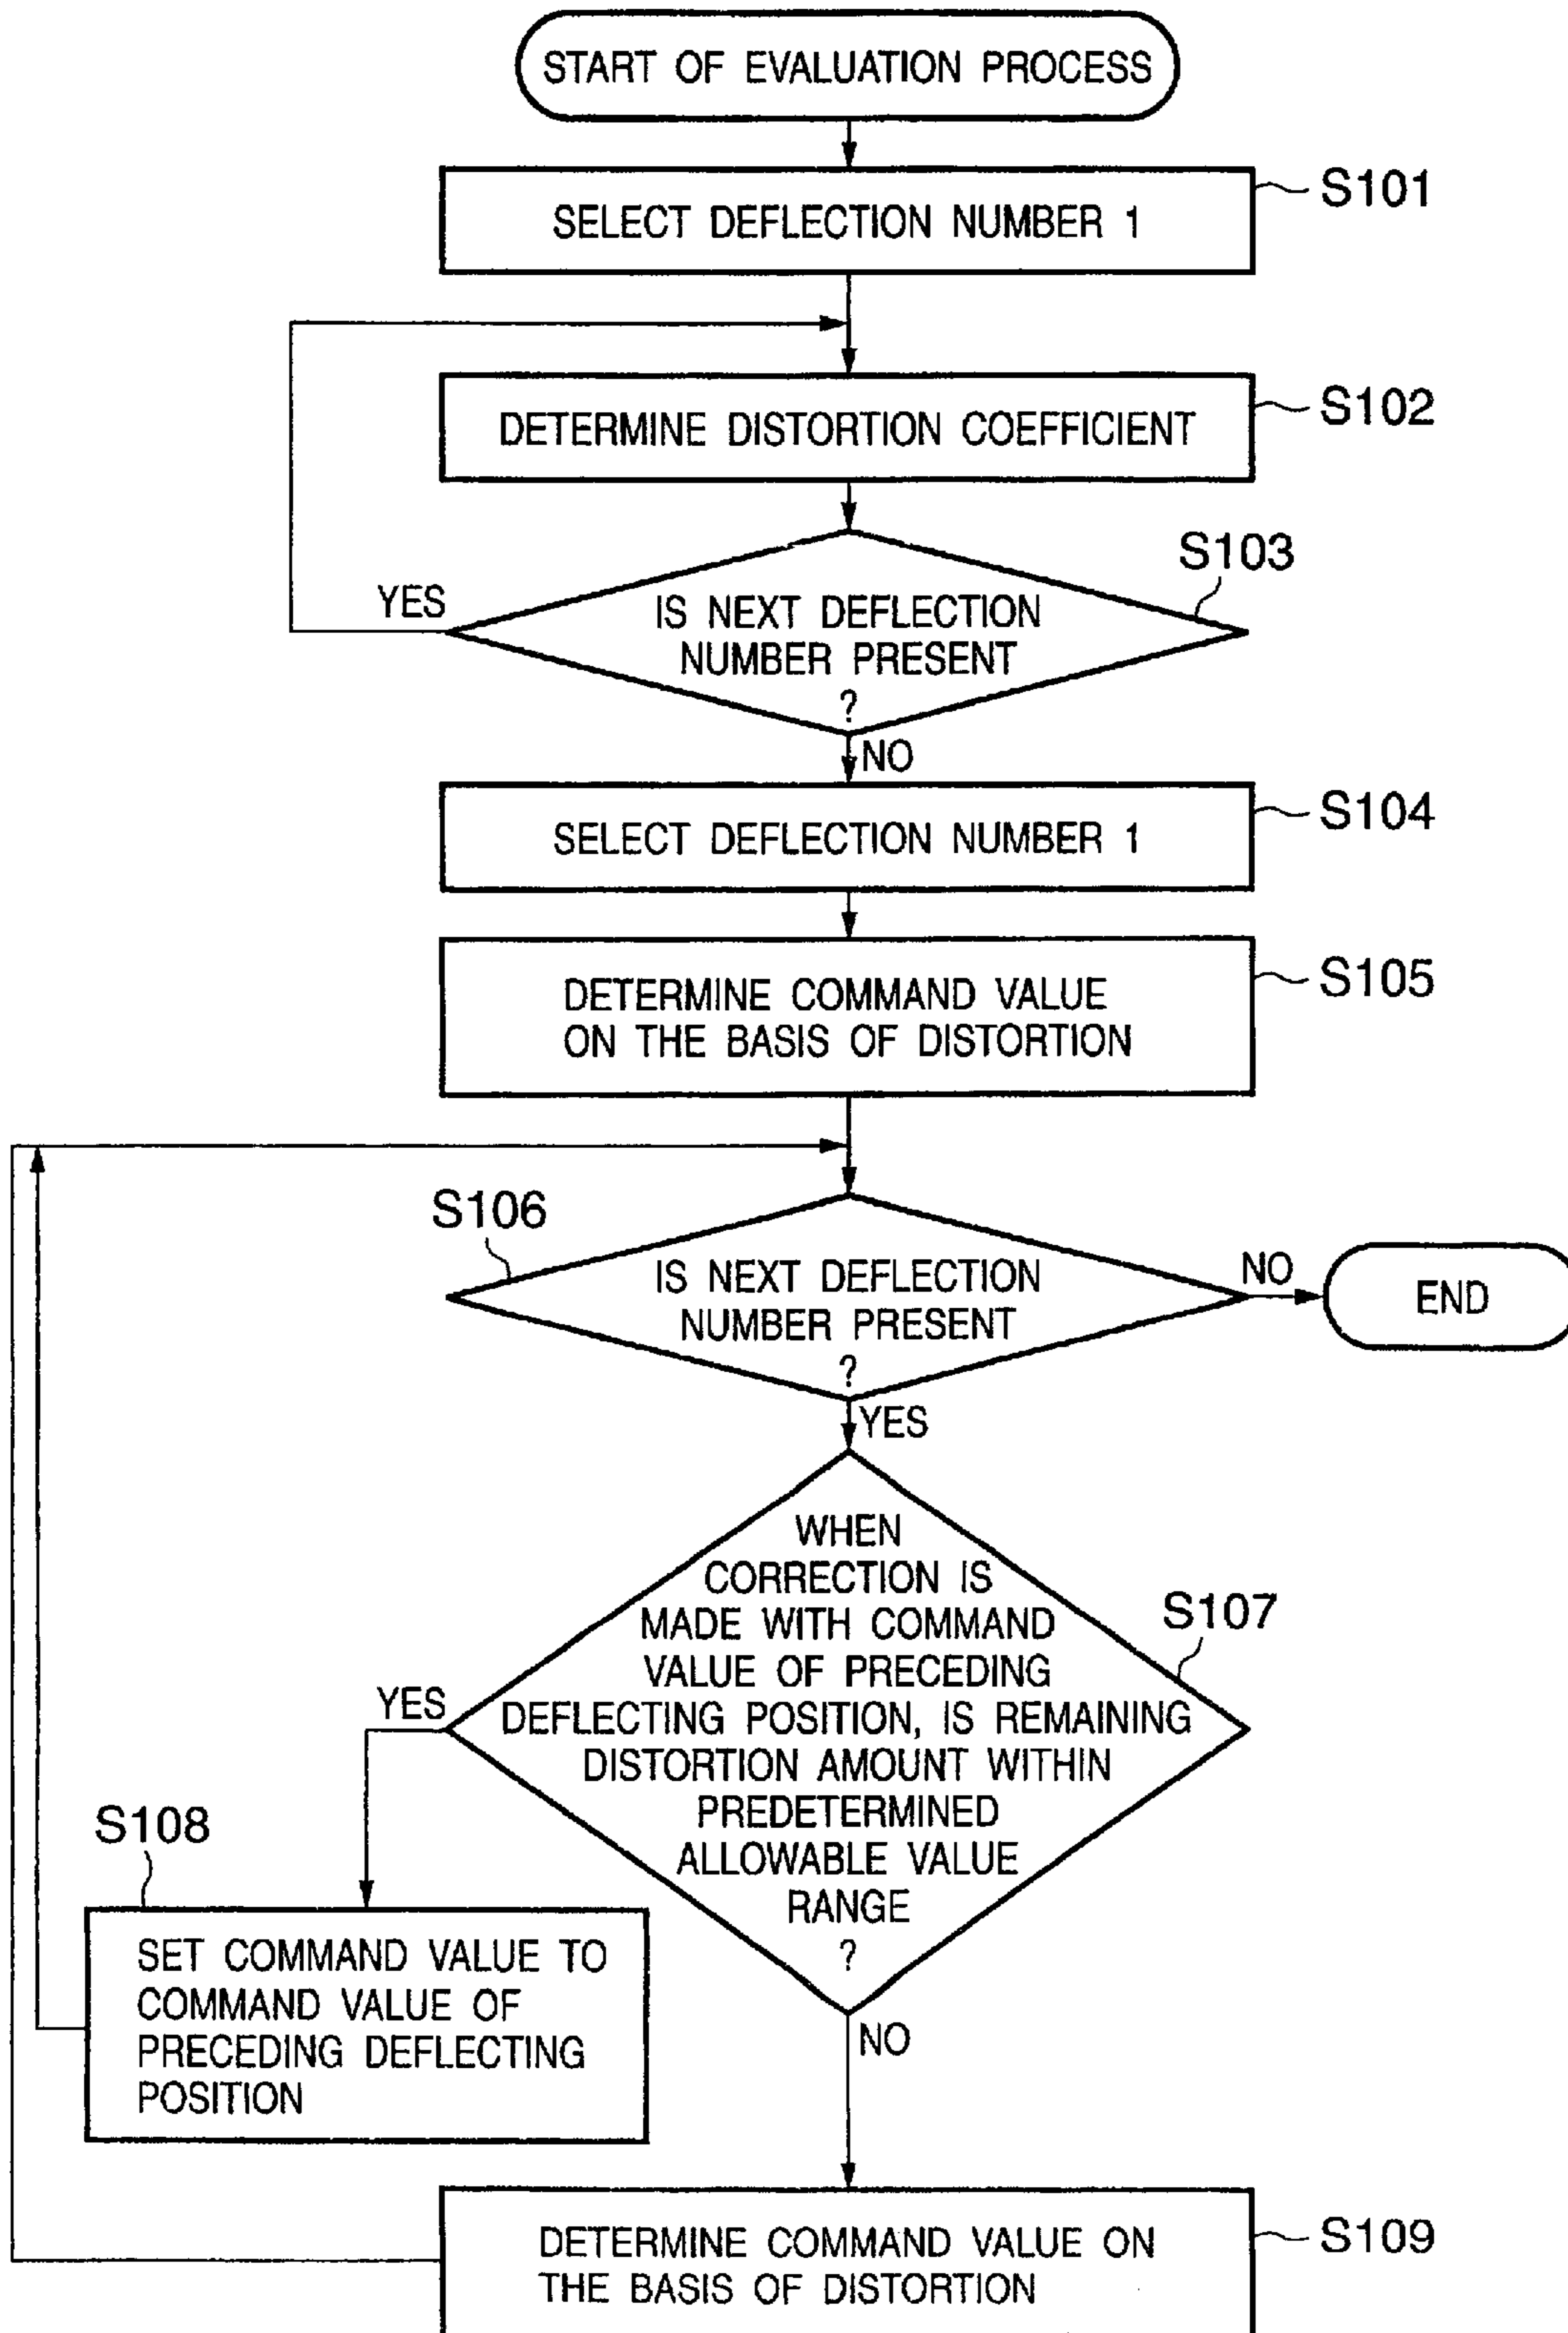 START OF EVALUATION PROCESS
S101
SELECT DEFLECTION NUMBER 1
S102
DETERMINE DISTORTION COEFFICIENT
S103
YES
IS NEXT DEFLECTION
NUMBER PRESENT
?
NO
S104
SELECT DEFLECTION NUMBER 1
S105
DETERMINE COMMAND VALUE
ON THE BASIS OF DISTORTION
S106
IS NEXT DEFLECTION
NUMBER PRESENT
?
NO
END
YES
WHEN
CORRECTION IS
MADE WITH COMMAND
VALUE OF PRECEDING
DEFLECTING POSITION, IS REMAINING
DISTORTION AMOUNT WITHIN
PREDETERMINED
ALLOWABLE VALUE
RANGE
?
S107
YES
S108
SET COMMAND VALUE TO
COMMAND VALUE OF
PRECEDING DEFLECTING
POSITION
NO
S109
DETERMINE COMMAND VALUE ON
THE BASIS OF DISTORTION